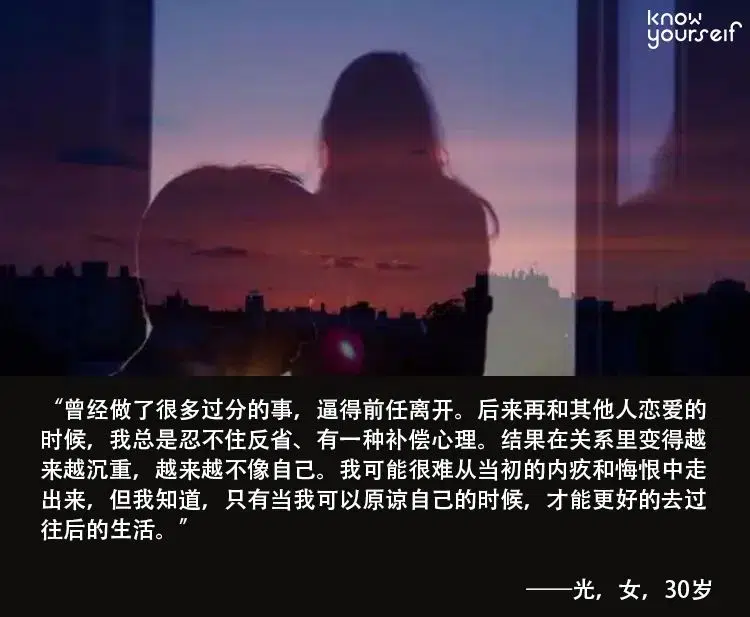 know
yourself
“曾经做了很多过分的事，逼得前任离开。后来再和其他人恋爱的
时候，我总是忍不住反省、有一种补偿心理。结果在关系里变得越
来越沉重，越来越不像自己。我可能很难从当初的内疚和悔恨中走
出来，但我知道，只有当我可以原谅自己的时候，才能更好的去过
往后的生活。”
——光，女，30岁